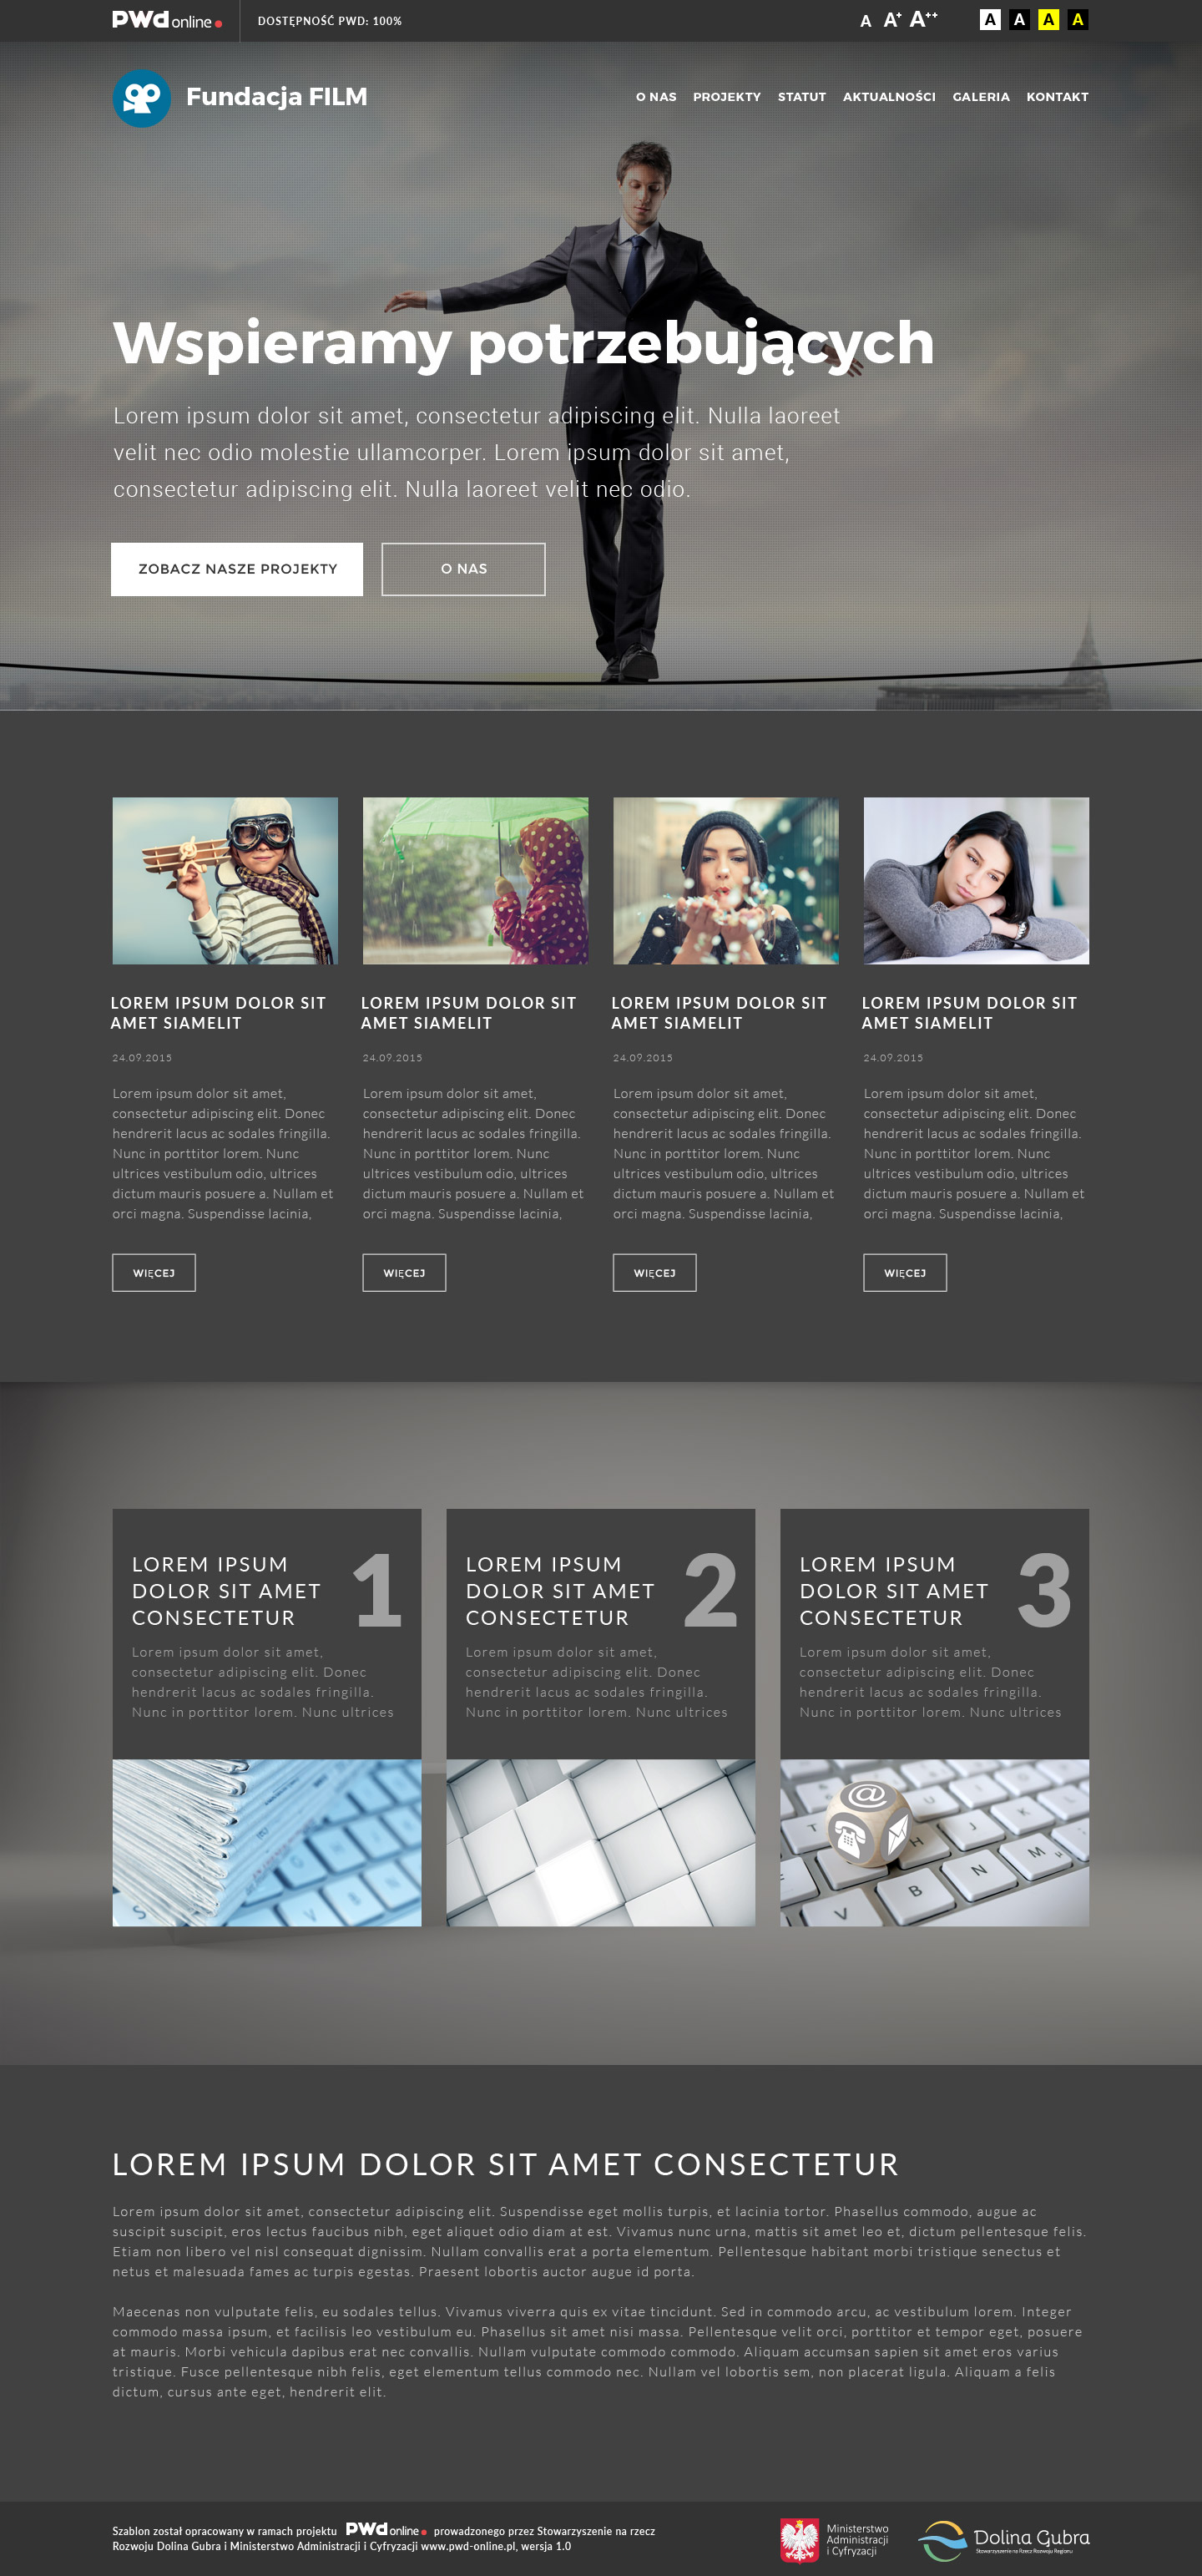 PWd online
DOSTĘPNOŚĆ PWD: 100%
A A+ A++
A A A A
Fundacja FILM
O NAS PROJEKTY STATUT AKTUALNOŚCI GALERIA KONTAKT
Wspieramy potrzebujących
Lorem ipsum dolor sit amet, consectetur adipiscing elit. Nulla laoreet
velit nec odio molestie ullamcorper. Lorem ipsum dolor sit amet,
consectetur adipiscing elit. Nulla laoreet velit nec odio.
ZOBACZ NASZE PROJEKTY
O NAS
LOREM IPSUM DOLOR SIT
AMET SIAMELIT
24.09.2015
Lorem ipsum dolor sit amet,
consectetur adipiscing elit. Donec
hendrerit lacus ac sodales fringilla.
Nunc in porttitor lorem. Nunc
ultrices vestibulum odio, ultrices
dictum mauris posuere a. Nullam et
orci magna. Suspendisse lacinia,
WIĘCEJ
LOREM IPSUM DOLOR SIT
AMET SIAMELIT
24.09.2015
Lorem ipsum dolor sit amet,
consectetur adipiscing elit. Donec
hendrerit lacus ac sodales fringilla.
Nunc in porttitor lorem. Nunc
ultrices vestibulum odio, ultrices
dictum mauris posuere a. Nullam et
orci magna. Suspendisse lacinia,
WIĘCEJ
LOREM IPSUM DOLOR SIT
AMET SIAMELIT
24.09.2015
Lorem ipsum dolor sit amet,
consectetur adipiscing elit. Donec
hendrerit lacus ac sodales fringilla.
Nunc in porttitor lorem. Nunc
ultrices vestibulum odio, ultrices
dictum mauris posuere a. Nullam et
orci magna. Suspendisse lacinia,
WIĘCEJ
LOREM IPSUM DOLOR SIT
AMET SIAMELIT
24.09.2015
Lorem ipsum dolor sit amet,
consectetur adipiscing elit. Donec
hendrerit lacus ac sodales fringilla.
Nunc in porttitor lorem. Nunc
ultrices vestibulum odio, ultrices
dictum mauris posuere a. Nullam et
orci magna. Suspendisse lacinia,
WIĘCEJ
LOREM IPSUM
DOLOR SIT AMET
CONSECTETUR
1
Lorem ipsum dolor sit amet,
consectetur adipiscing elit. Donec
hendrerit lacus ac sodales fringilla.
Nunc in porttitor lorem. Nunc ultrices
LOREM IPSUM
DOLOR SIT AMET
CONSECTETUR
2
Lorem ipsum dolor sit amet,
consectetur adipiscing elit. Donec
hendrerit lacus ac sodales fringilla.
Nunc in porttitor lorem. Nunc ultrices
LOREM IPSUM
DOLOR SIT AMET
CONSECTETUR
3
Lorem ipsum dolor sit amet,
consectetur adipiscing elit. Donec
hendrerit lacus ac sodales fringilla.
Nunc in porttitor lorem. Nunc ultrices
@
V B N M
LOREM IPSUM DOLOR SIT AMET CONSECTETUR
Lorem ipsum dolor sit amet, consectetur adipiscing elit. Suspendisse eget mollis turpis, et lacinia tortor. Phasellus commodo, augue ac
suscipit suscipit, eros lectus faucibus nibh, eget aliquet odio diam at est. Vivamus nunc urna, mattis sit amet leo et, dictum pellentesque felis.
Etiam non libero vel nisl consequat dignissim. Nullam convallis erat a porta elementum. Pellentesque habitant morbi tristique senectus et
netus et malesuada fames ac turpis egestas. Praesent lobortis auctor augue id porta.
Maecenas non vulputate felis, eu sodales tellus. Vivamus viverra quis ex vitae tincidunt. Sed in commodo arcu, ac vestibulum lorem. Integer
commodo massa ipsum, et facilisis leo vestibulum eu. Phasellus sit amet nisi massa. Pellentesque velit orci, porttitor et tempor eget, posuere
at mauris. Morbi vehicula dapibus erat nec convallis. Nullam vulputate commodo commodo. Aliquam accumsan sapien sit amet eros varius
tristique. Fusce pellentesque nibh felis, eget elementum tellus commodo nec. Nullam vel lobortis sem, non placerat ligula. Aliquam a felis
dictum, cursus ante eget, hendrerit elit.
Szablon został opracowany w ramach projektu PWd online prowadzonego przez Stowarzyszenie na rzecz
Rozwoju Dolina Gubra i Ministerstwo Administracji i Cyfryzacji www.pwd-online.pl, wersja 1.0
Ministerstwo
Administracji
i Cyfryzacji
Dolina Gubra
Stowarzyszenie na Rzecz Rozwoju Regionu